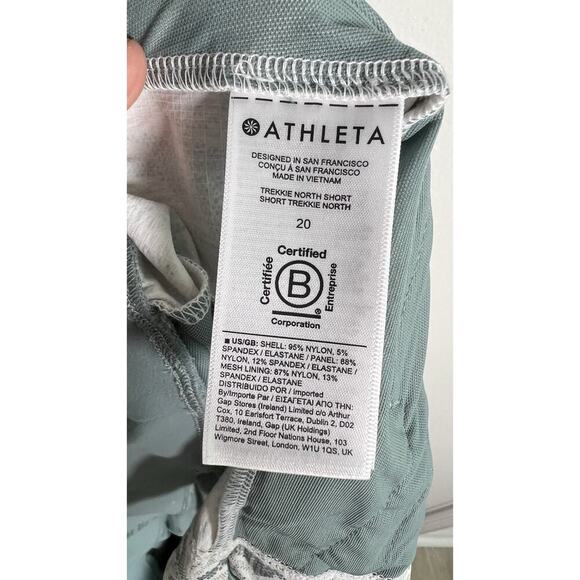 ATHLETA
DESIGNED IN SAN FRANCISCO
CONÇU À SAN FRANCISCO
MADE IN VIETNAM
TREKKIE NORTH SHORT
SHORT TREKKIE NORTH
20
Certified
Certifiée
B
®
Entreprise
Corporation
■ US/GB: SHELL: 95% NYLON, 5%
SPANDEX / ELASTANE / PANEL: 88%
NYLON, 12% SPANDEX / ELASTANE /
MESH LINING: 87% NYLON, 13%
SPANDEX / ELASTANE
DISTRIBUIDO POR / Imported
By/Importe Par / ΕΙΣΑΓΕΤΑΙ ΑΠΟ ΤΗΝ:
Gap Stores (Ireland) Limited c/o Arthur
Cox, 10 Earlsfort Terrace, Dublin 2, D02
T380, Ireland, Gap (UK Holdings)
Limited, 2nd Floor Nations House, 103
Wigmore Street, London, W1U 1QS, UK